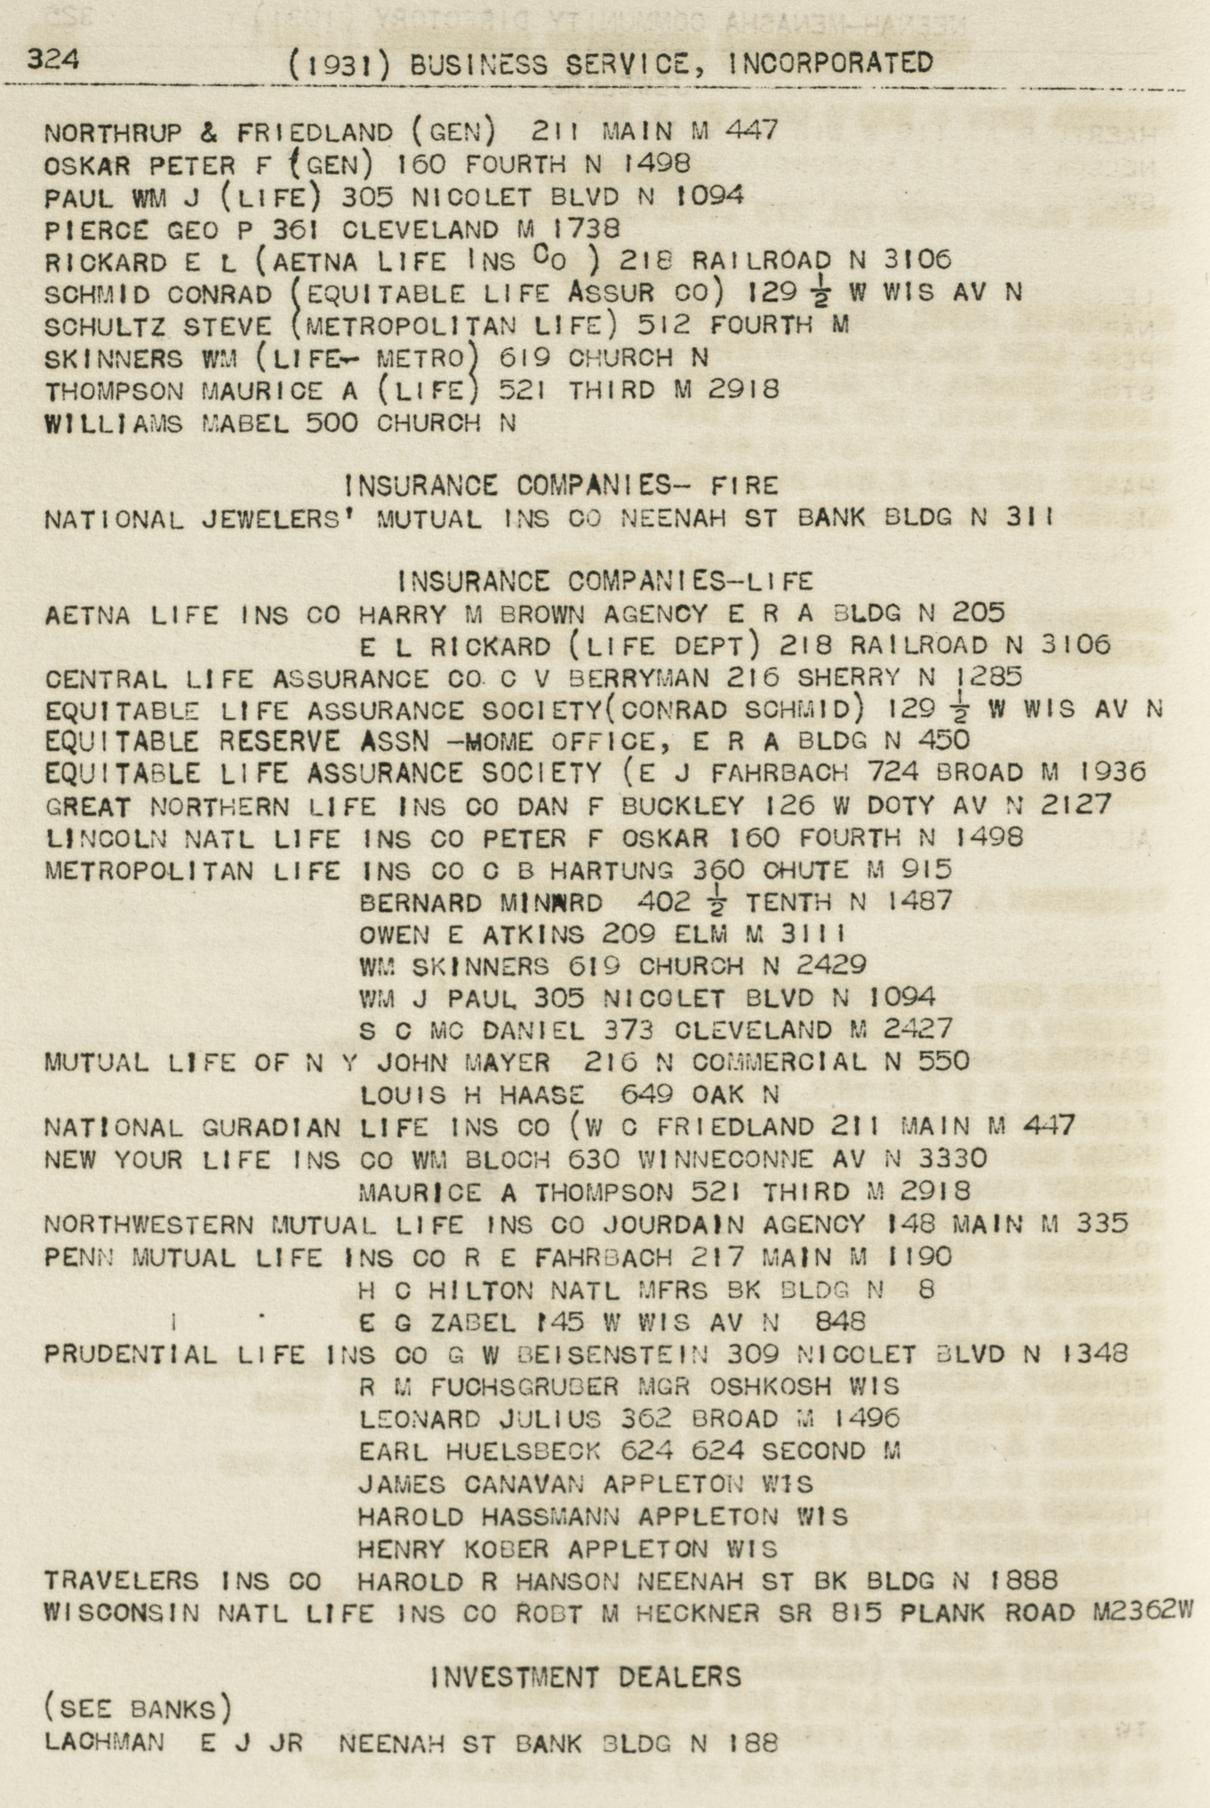 324 (1931) BUSINESS SERVICE, INCORPORATED
NORTHRUP & FRIEDLAND (GEN) 211 MAIN M 447
OSKAR PETER F (GEN) 160 FOURTH N 1498
PAUL WM J (LIFE) 305 NICOLET BLVD N 1094
PIERCE GEO P 361 CLEVELAND M 1738
RICKARD E L (AETNA LIFE INS CO ) 218 RAILROAD N 3106
SCHMID CONRAD (EQUITABLE LIFE ASSUR CO) 129 ½ W WIS AV N
SCHULTZ STEVE (METROPOLITAN LIFE) 512 FOURTH M
SKINNERS WM (LIFE- METRO) 619 CHURCH N
THOMPSON MAURICE A (LIFE) 521 THIRD M 2918
WILLIAMS MABEL 500 CHURCH N
INSURANCE COMPANIES- FIRE
NATIONAL JEWELERS' MUTUAL INS CO NEENAH ST BANK BLDG N 311
INSURANCE COMPANIES-LIFE
AETNA LIFE INS CO HARRY M BROWN AGENCY E R A BLDG N 205
E L RICKARD (LIFE DEPT) 218 RAILROAD N 3106
CENTRAL LIFE ASSURANCE CO C V BERRYMAN 216 SHERRY N 1285
EQUITABLE LIFE ASSURANCE SOCIETY(CONRAD SCHMID) 129 ½ W WIS AV N
EQUITABLE RESERVE ASSN -MOME OFFICE, E R A BLDG N 450
EQUITABLE LIFE ASSURANCE SOCIETY (E J FAHRBACH 724 BROAD M 1936
GREAT NORTHERN LIFE INS CO DAN F BUCKLEY 126 W DOTY AV N 2127
LINCOLN NATL LIFE INS CO PETER F OSKAR 160 FOURTH N 1498
METROPOLITAN LIFE INS CO C B HARTUNG 360 CHUTE M 915
BERNARD 402 ½ TENTH N 1487
OWEN E ATKINS 209 ELM M 3111
WM SKINNERS 619 CHURCH N 2429
WM J PAUL 305 NICOLET BLVD N 1094
S C MC DANIEL 373 CLEVELAND M 2427
MUTUAL LIFE OF N Y JOHN MAYER 216 N COMMERCIAL N 550
LOUIS H HAASE 649 OAK N
NATIONAL GURADIAN LIFE INS CO (W C FRIEDLAND 211 MAIN M 447
NEW YOUR LIFE INS CO WM BLOCH 630 WINNECONNE AV N 3330
MAURICE A THOMPSON 521 THIRD M 2918
NORTHWESTERN MUTUAL LIFE INS CO JOURDAIN AGENCY 148 MAIN M 335
PENN MUTUAL LIFE INS CO R E FAHRBACH 217 MAIN M 1190
H C HILTON NATL MFRS BK BLDG N 8
E G ZABEL 145 W WIS AV N 848
PRUDENTIAL LIFE INS CO G W BEISENSTEIN 309 NICOLET BLVD N 1348
R M FUCHSGRUBER MGR OSHKOSH WIS
LEONARD JULIUS 362 BROAD M 1496
EARL HUELSBECK 624 624 SECOND M
JAMES CANAVAN APPLETON WIS
HAROLD HASSMANN APPLETON WIS
HENRY KOBER APPLETON WIS
TRAVELERS INS CO HAROLD R HANSON NEENAH ST BK BLDG N 1888
WISCONSIN NATL LIFE INS CO ROBT M HECKNER SR 815 PLANK ROAD M2362W
INVESTMENT DEALERS
(SEE BANKS)
LACHMAN E J JR NEENAH ST BANK BLDG N 188